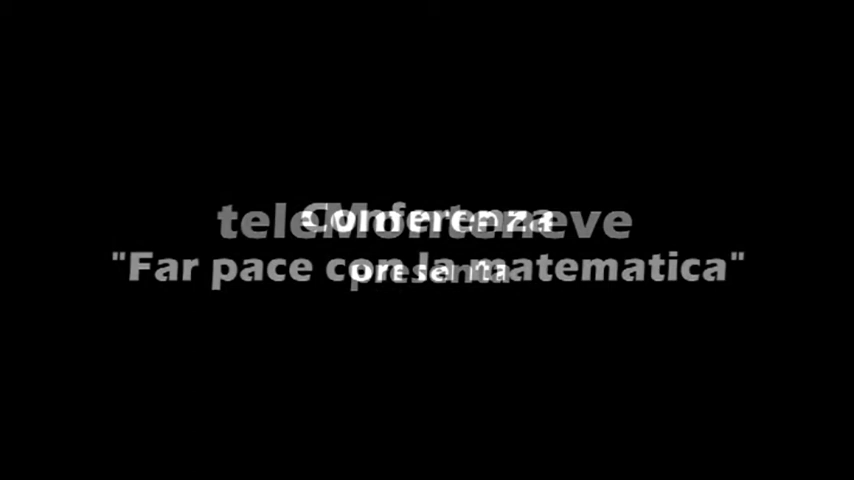 teleMonteneve
Conferenza
presenta
"Far pace con la matematica"